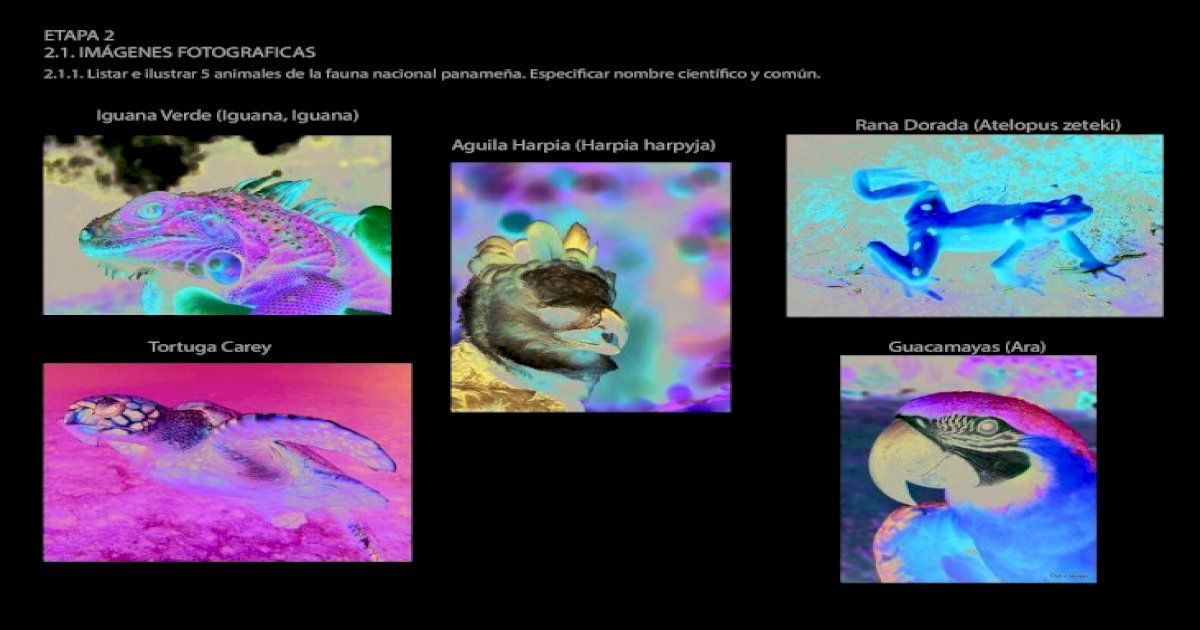 ETAPA 2
2.1. IMÁGENES FOTOGRAFICAS
2.1.1. Listar e ilustrar 5 animales de la fauna nacional panameña. Especificar nombre científico y común.
Iguana Verde (Iguana, Iguana)
Aguila Harpia (Harpia harpyja)
Rana Dorada (Atelopus zeteki)
Tortuga Carey
Guacamayas (Ara)